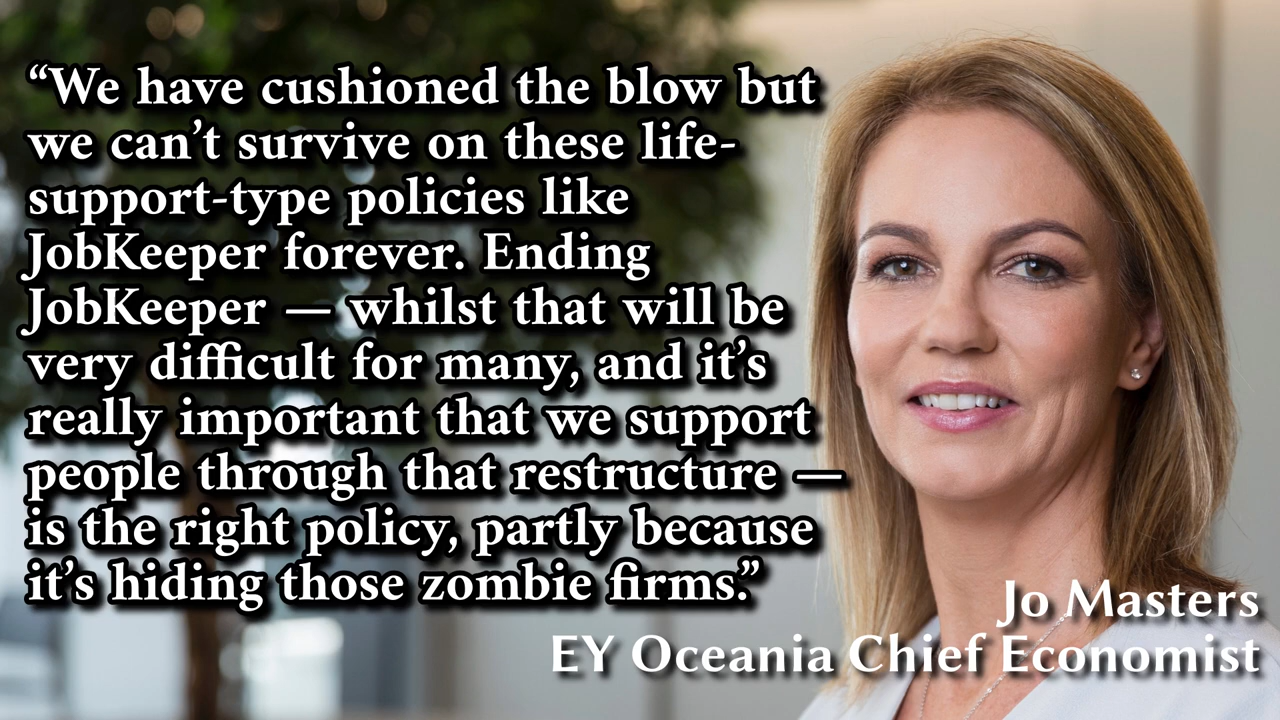 “We have cushioned the blow but
we can’t survive on these life-
support-type policies like
JobKeeper forever. Ending
JobKeeper — whilst that will be
very difficult for many, and it’s
really important that we support
people through that restructure —
is the right policy, partly because
it’s hiding those zombie firms.”
Jo Masters
EY Oceania Chief Economist